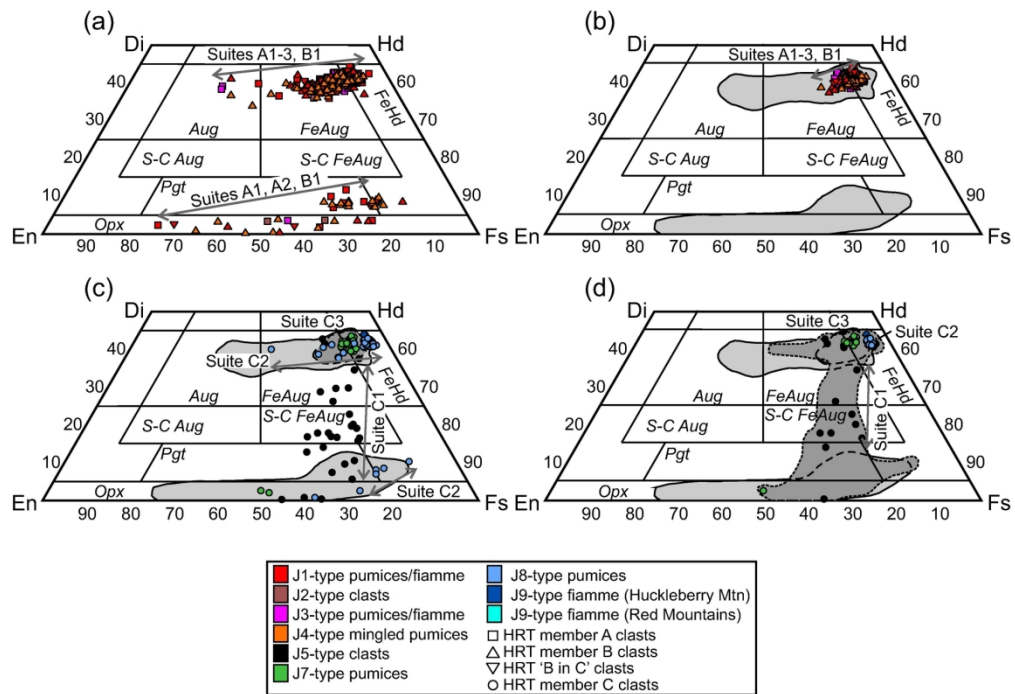 (a)
Di
Hd
Suites A1-3, B1
40
60
30
70
FeHd
Aug
FeAug
20
80
S-C Aug
S-C FeAug
Pgt
Suites A1, A2, B1
10
90
Opx
En
Fs
90 80 70 60 50 40 30 20 10
(b)
Di
Hd
Suites A1-3, B1
40
60
30
70
FeHd
Aug
FeAug
20
80
S-C Aug
S-C FeAug
Pgt
10
90
Opx
En
Fs
90 80 70 60 50 40 30 20 10
(c)
Di
Hd
Suite C3
40
60
Suite C2
30
70
FeHd
Aug
FeAug
Suite C1
20
80
S-C Aug
S-C FeAug
Pgt
10
90
Opx
Suite C2
En
Fs
90 80 70 60 50 40 30 20 10
(d)
Di
Hd
Suite C3
Suite C2
40
60
30
70
FeHd
Aug
FeAug
Suite C1
20
80
S-C Aug
S-C FeAug
Pgt
10
90
Opx
En
Fs
90 80 70 60 50 40 30 20 10
J1-type pumices/fiamme
J2-type clasts
J3-type pumices/fiamme
J4-type mingled pumices
J5-type clasts
J7-type pumices
J8-type pumices
J9-type fiamme (Huckleberry Mtn)
J9-type fiamme (Red Mountains)
HRT member A clasts
HRT member B clasts
HRT 'B in C' clasts
HRT member C clasts